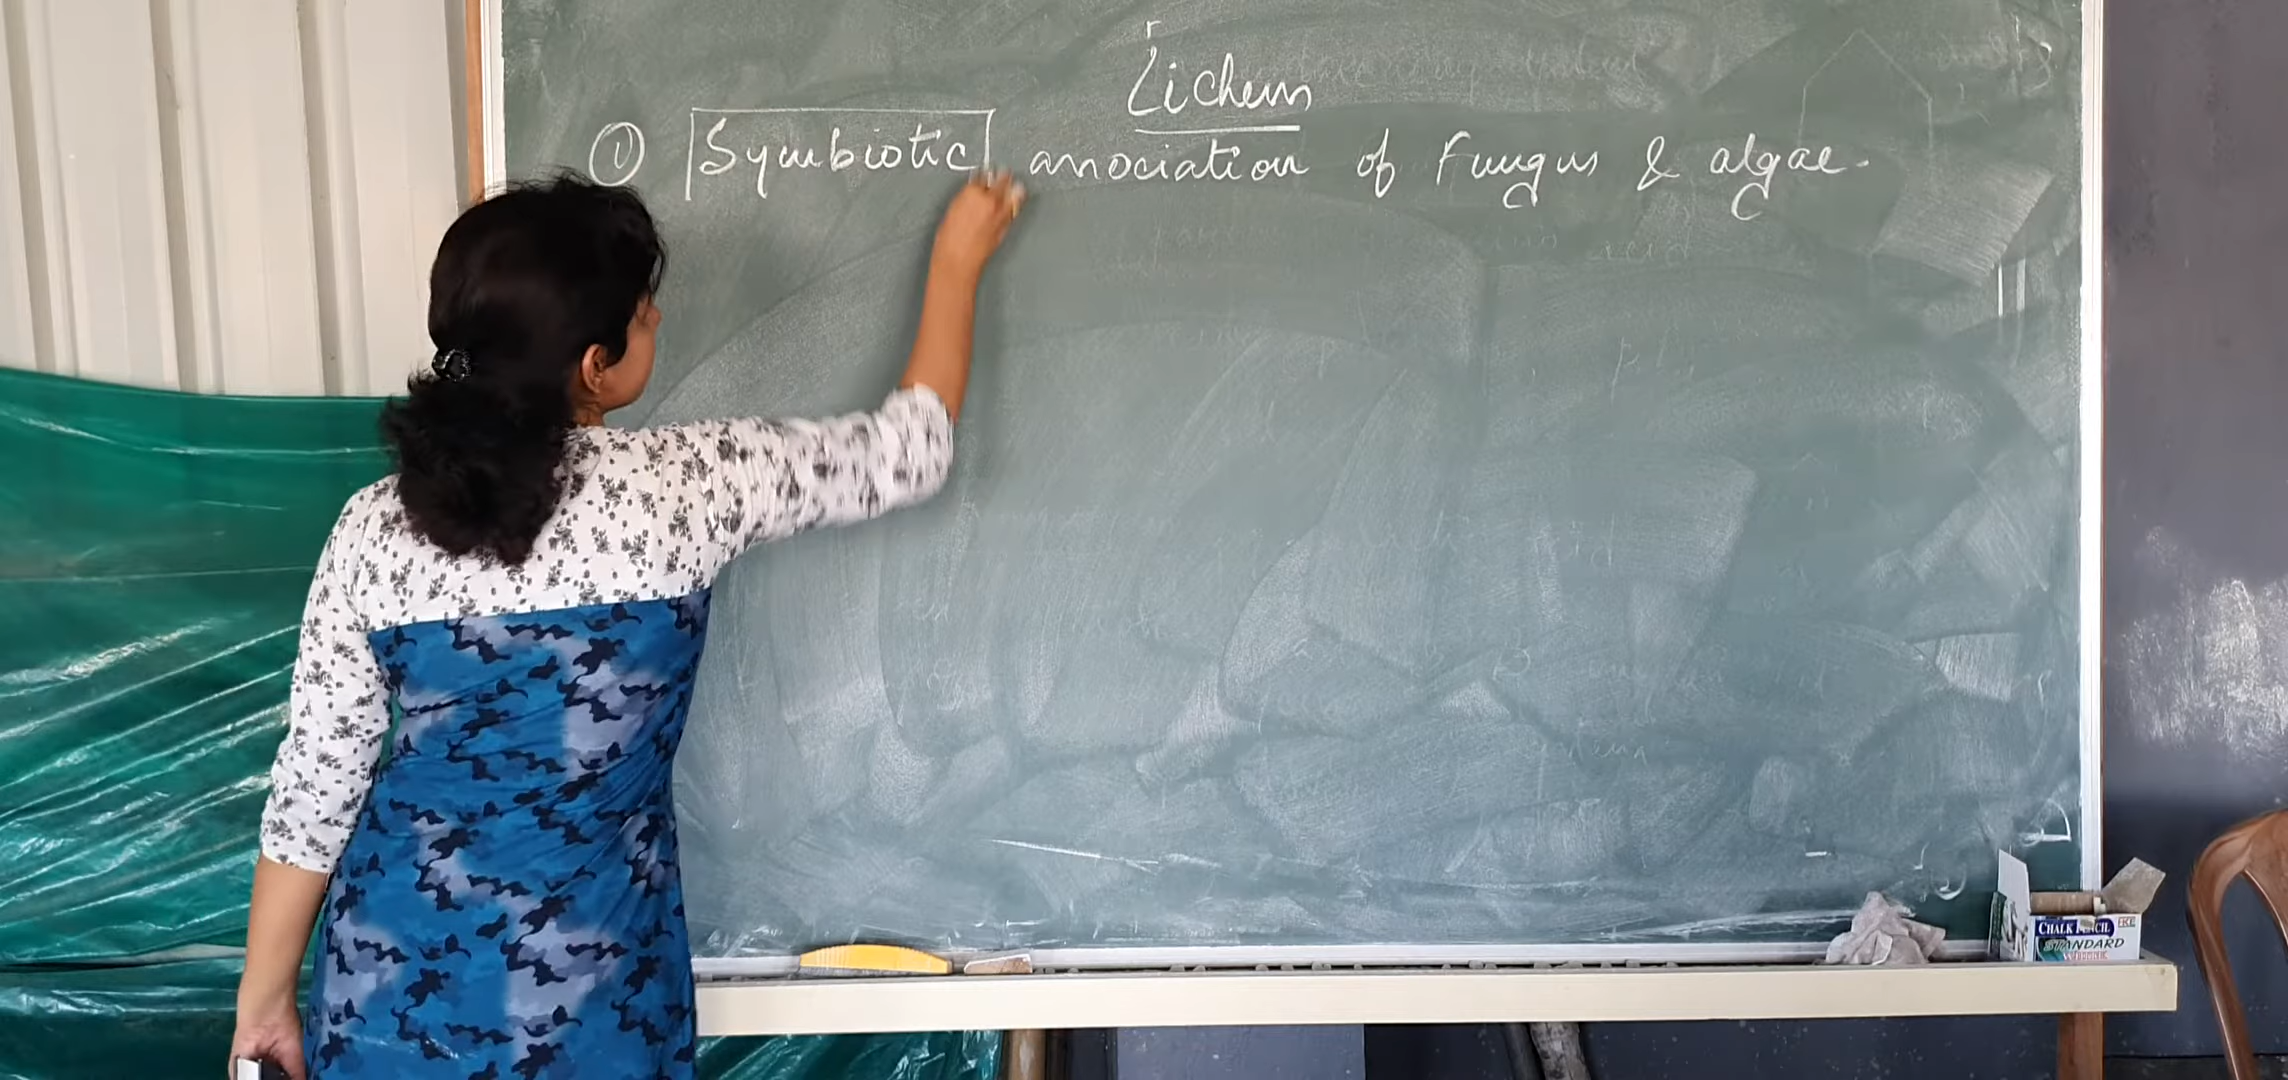 Lichens
① Symbiotic association of Fungus & algae.
CHALK PENCIL
STANDARD